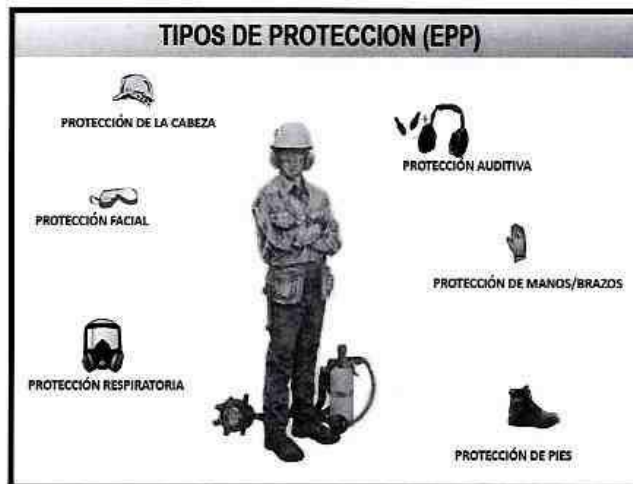 TIPOS DE PROTECCION (EPP)
PROTECCIÓN DE LA CABEZA
PROTECCIÓN AUDITIVA
PROTECCIÓN FACIAL
PROTECCIÓN DE MANOS/BRAZOS
PROTECCIÓN RESPIRATORIA
PROTECCIÓN DE PIES